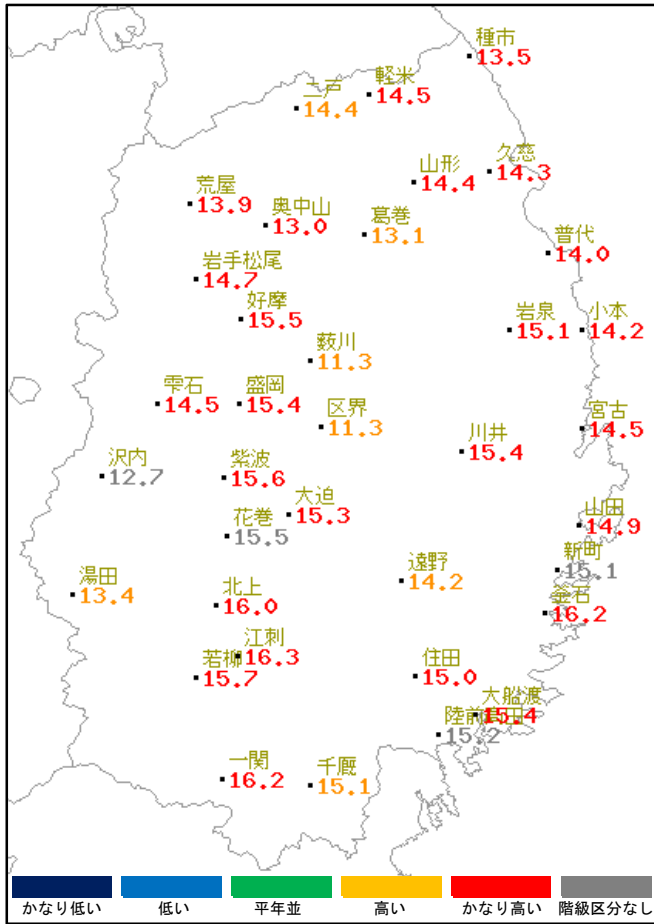 種市
13.5
軽米
14.5
二戸
14.4
久慈
14.3
山形
14.4
荒屋
13.9
奥中山
13.0
葛巻
13.1
普代
14.0
岩手松尾
14.7
好摩
15.5
岩泉
15.1
小本
14.2
薮川
11.3
雫石
14.5
盛岡
15.4
区界
11.3
川井
15.4
宮古
14.5
沢内
12.7
紫波
15.6
大迫
15.3
花巻
15.5
山田
14.9
新町
15.1
湯田
13.4
遠野
14.2
北上
16.0
釜石
16.2
江刺
16.3
若柳
15.7
住田
15.0
大船渡
15.4
陸前高田
15.2
一関
16.2
千厩
15.1
かなり低い
低い
平年並
高い
かなり高い
階級区分なし